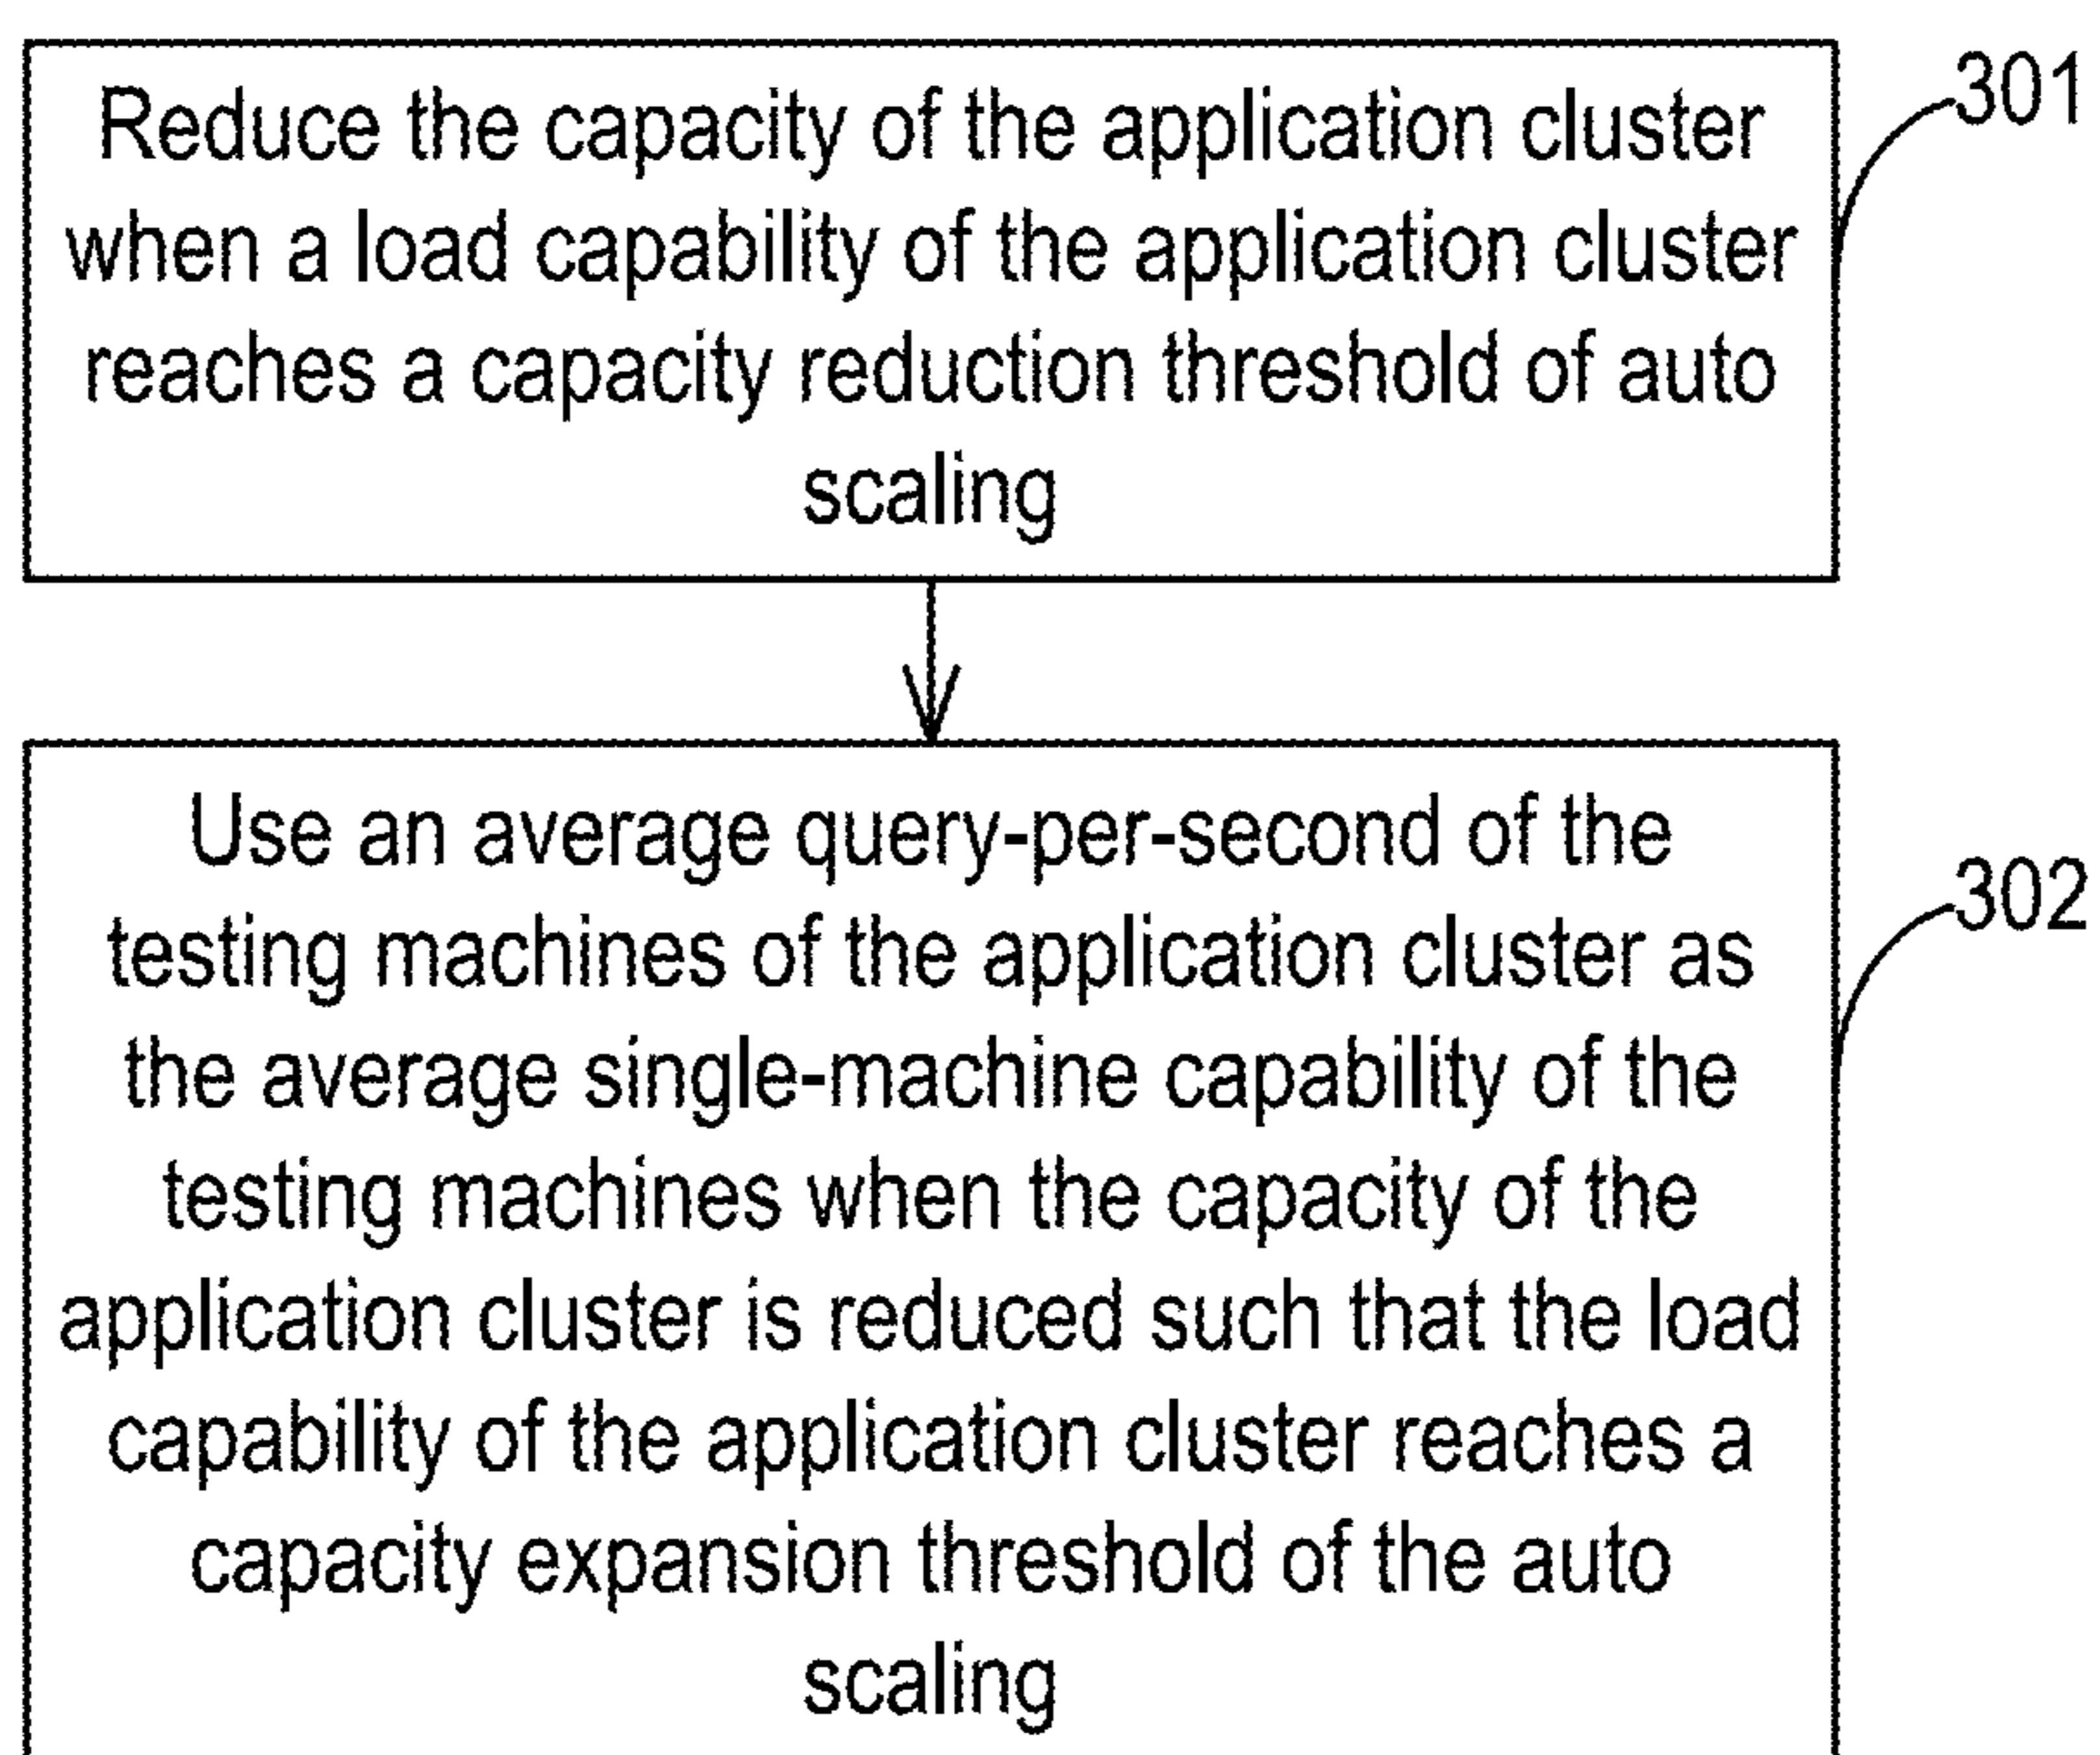 Reduce the capacity of the application cluster
when a load capability of the application cluster
reaches a capacity reduction threshold of auto
scaling
301
Use an average query-per-second of the
testing machines of the application cluster as
the average single-machine capability of the
testing machines when the capacity of the
application cluster is reduced such that the load
capability of the application cluster reaches a
capacity expansion threshold of the auto
scaling
302